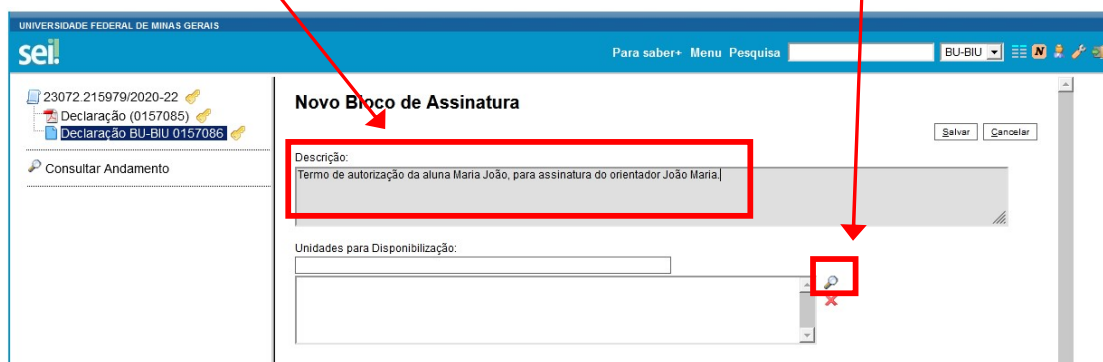 UNIVERSIDADE FEDERAL DE MINAS GERAIS
sei!
Para saber+ Menu Pesquisa BU-BIU N
23072.215979/2020-22
Declaração (0157085)
Declaração BU-BIU 0157086
Consultar Andamento
Novo Bloco de Assinatura
Salvar Cancelar
Descrição:
Termo de autorização da aluna Maria João, para assinatura do orientador João Maria.
Unidades para Disponibilização: